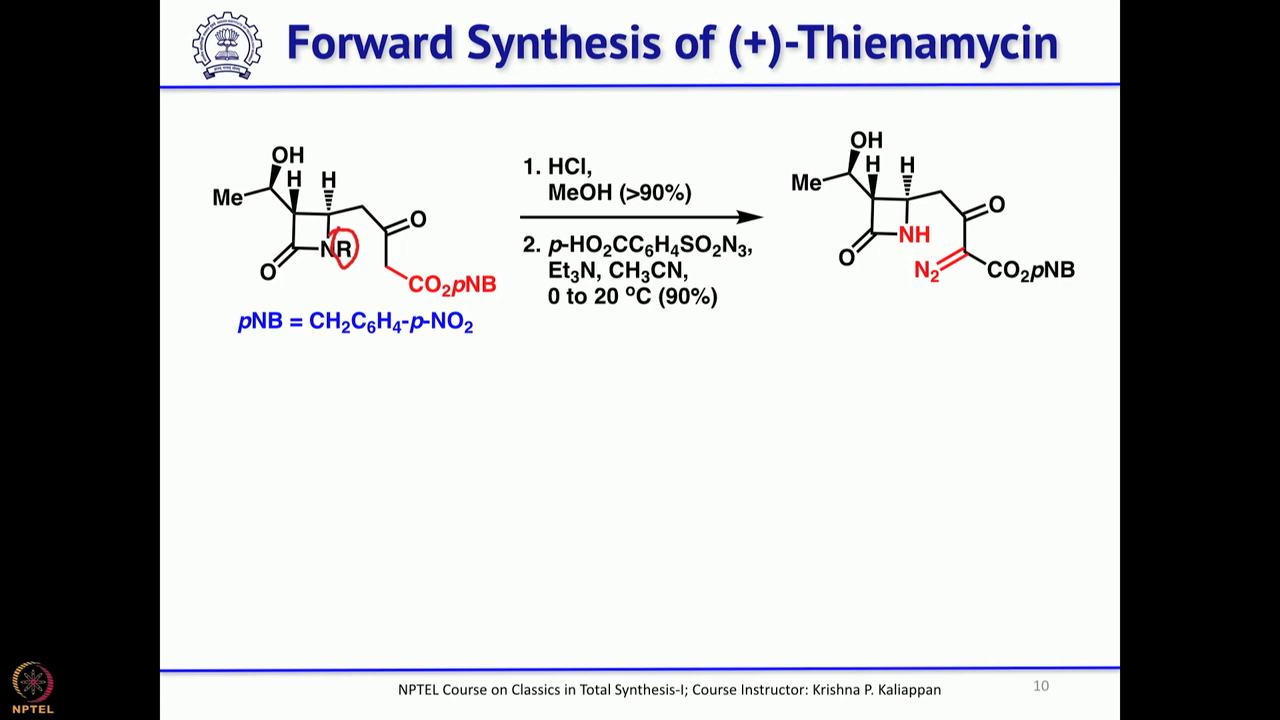 Forward Synthesis of (+)-Thienamycin
OH
H H
Me
O
NR
O
CO₂pNB
pNB = CH₂C₆H₄-p-NO₂
1. HCl,
MeOH (>90%)
2. p-HO₂CC₆H₄SO₂N₃,
Et₃N, CH₃CN,
0 to 20 ºC (90%)
OH
H H
Me
O
NH
O
N₂
CO₂pNB
NPTEL Course on Classics in Total Synthesis-I; Course Instructor: Krishna P. Kaliappan
10
NPTEL